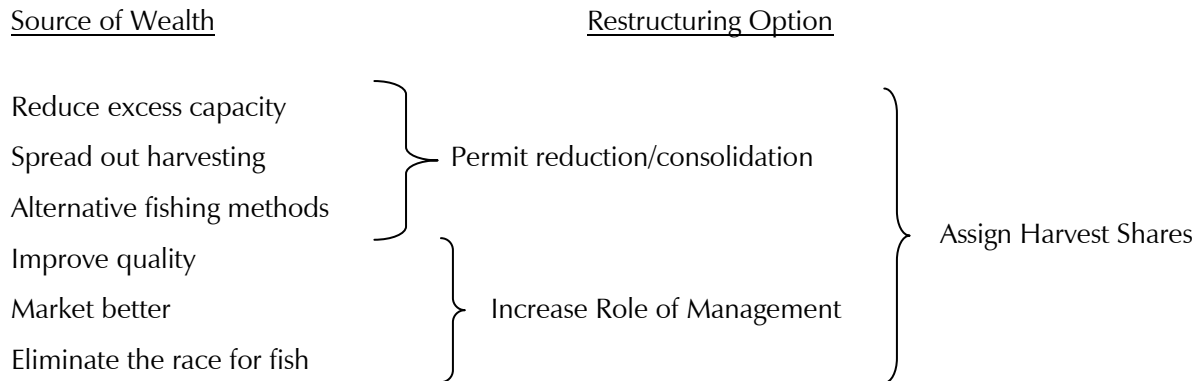 Source of Wealth
Restructuring Option
Reduce excess capacity
Spread out harvesting
Permit reduction/consolidation
Alternative fishing methods
Assign Harvest Shares
Improve quality
Market better
Increase Role of Management
Eliminate the race for fish